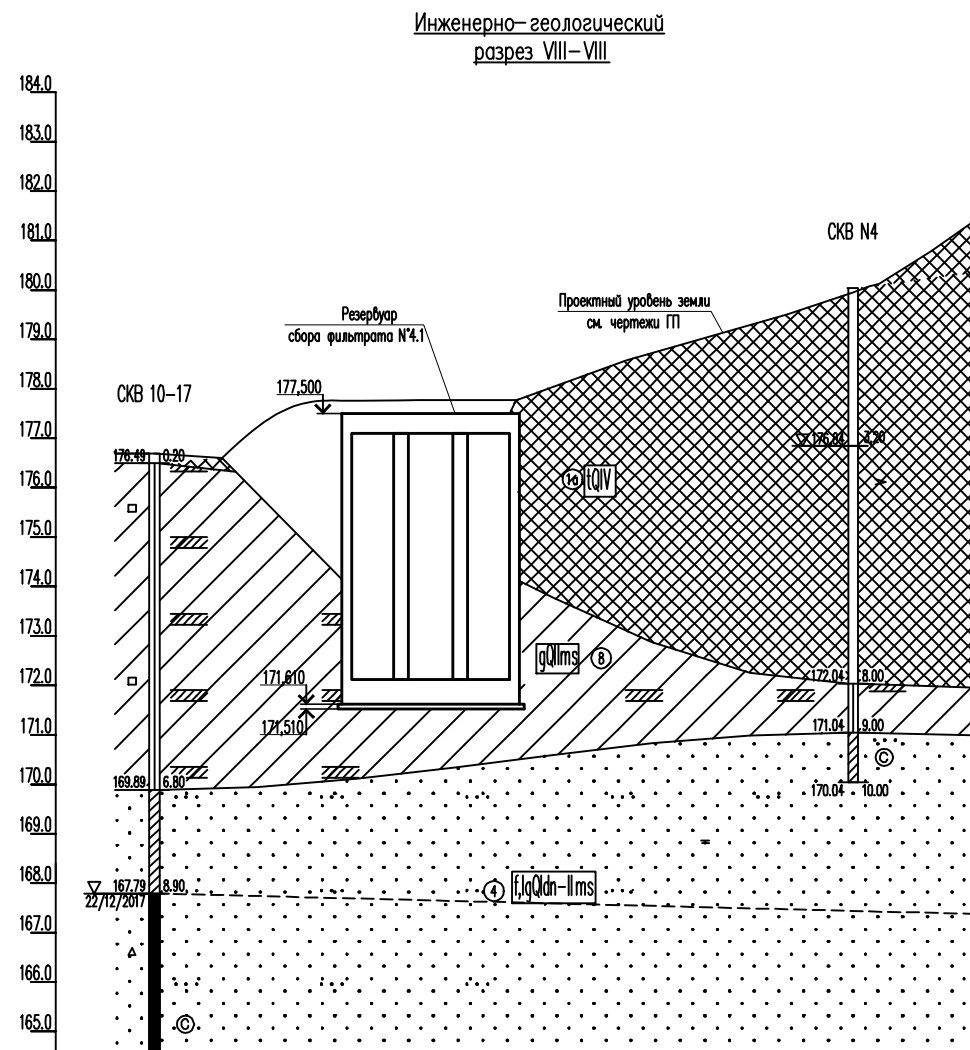 Инженерно-геологический
разрез VIII-VIII
184.0
183.0
182.0
181.0
180.0
179.0
178.0
177.0
176.0
175.0
174.0
173.0
172.0
171.0
170.0
169.0
168.0
167.0
166.0
165.0
СКВ N4
Проектный уровень земли
см. чертежи ГП
Резервуар
сбора фильтрата N°4.1
177,500
СКВ 10-17
176.49 0.20
176.84 3,20
1а tQIV
gQIIms 8
171,610
171,510
172.04 8.00
171.04 9.00
С
170.04 10.00
169.89 6.80
4 f,lgQIdn-IIms
167.79 8.90
22/12/2017
С